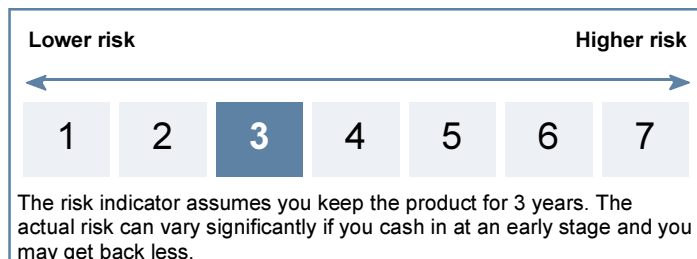 Lower risk Higher risk
1 2 3 4 5 6 7
The risk indicator assumes you keep the product for 3 years. The
actual risk can vary significantly if you cash in at an early stage and you
may get back less.